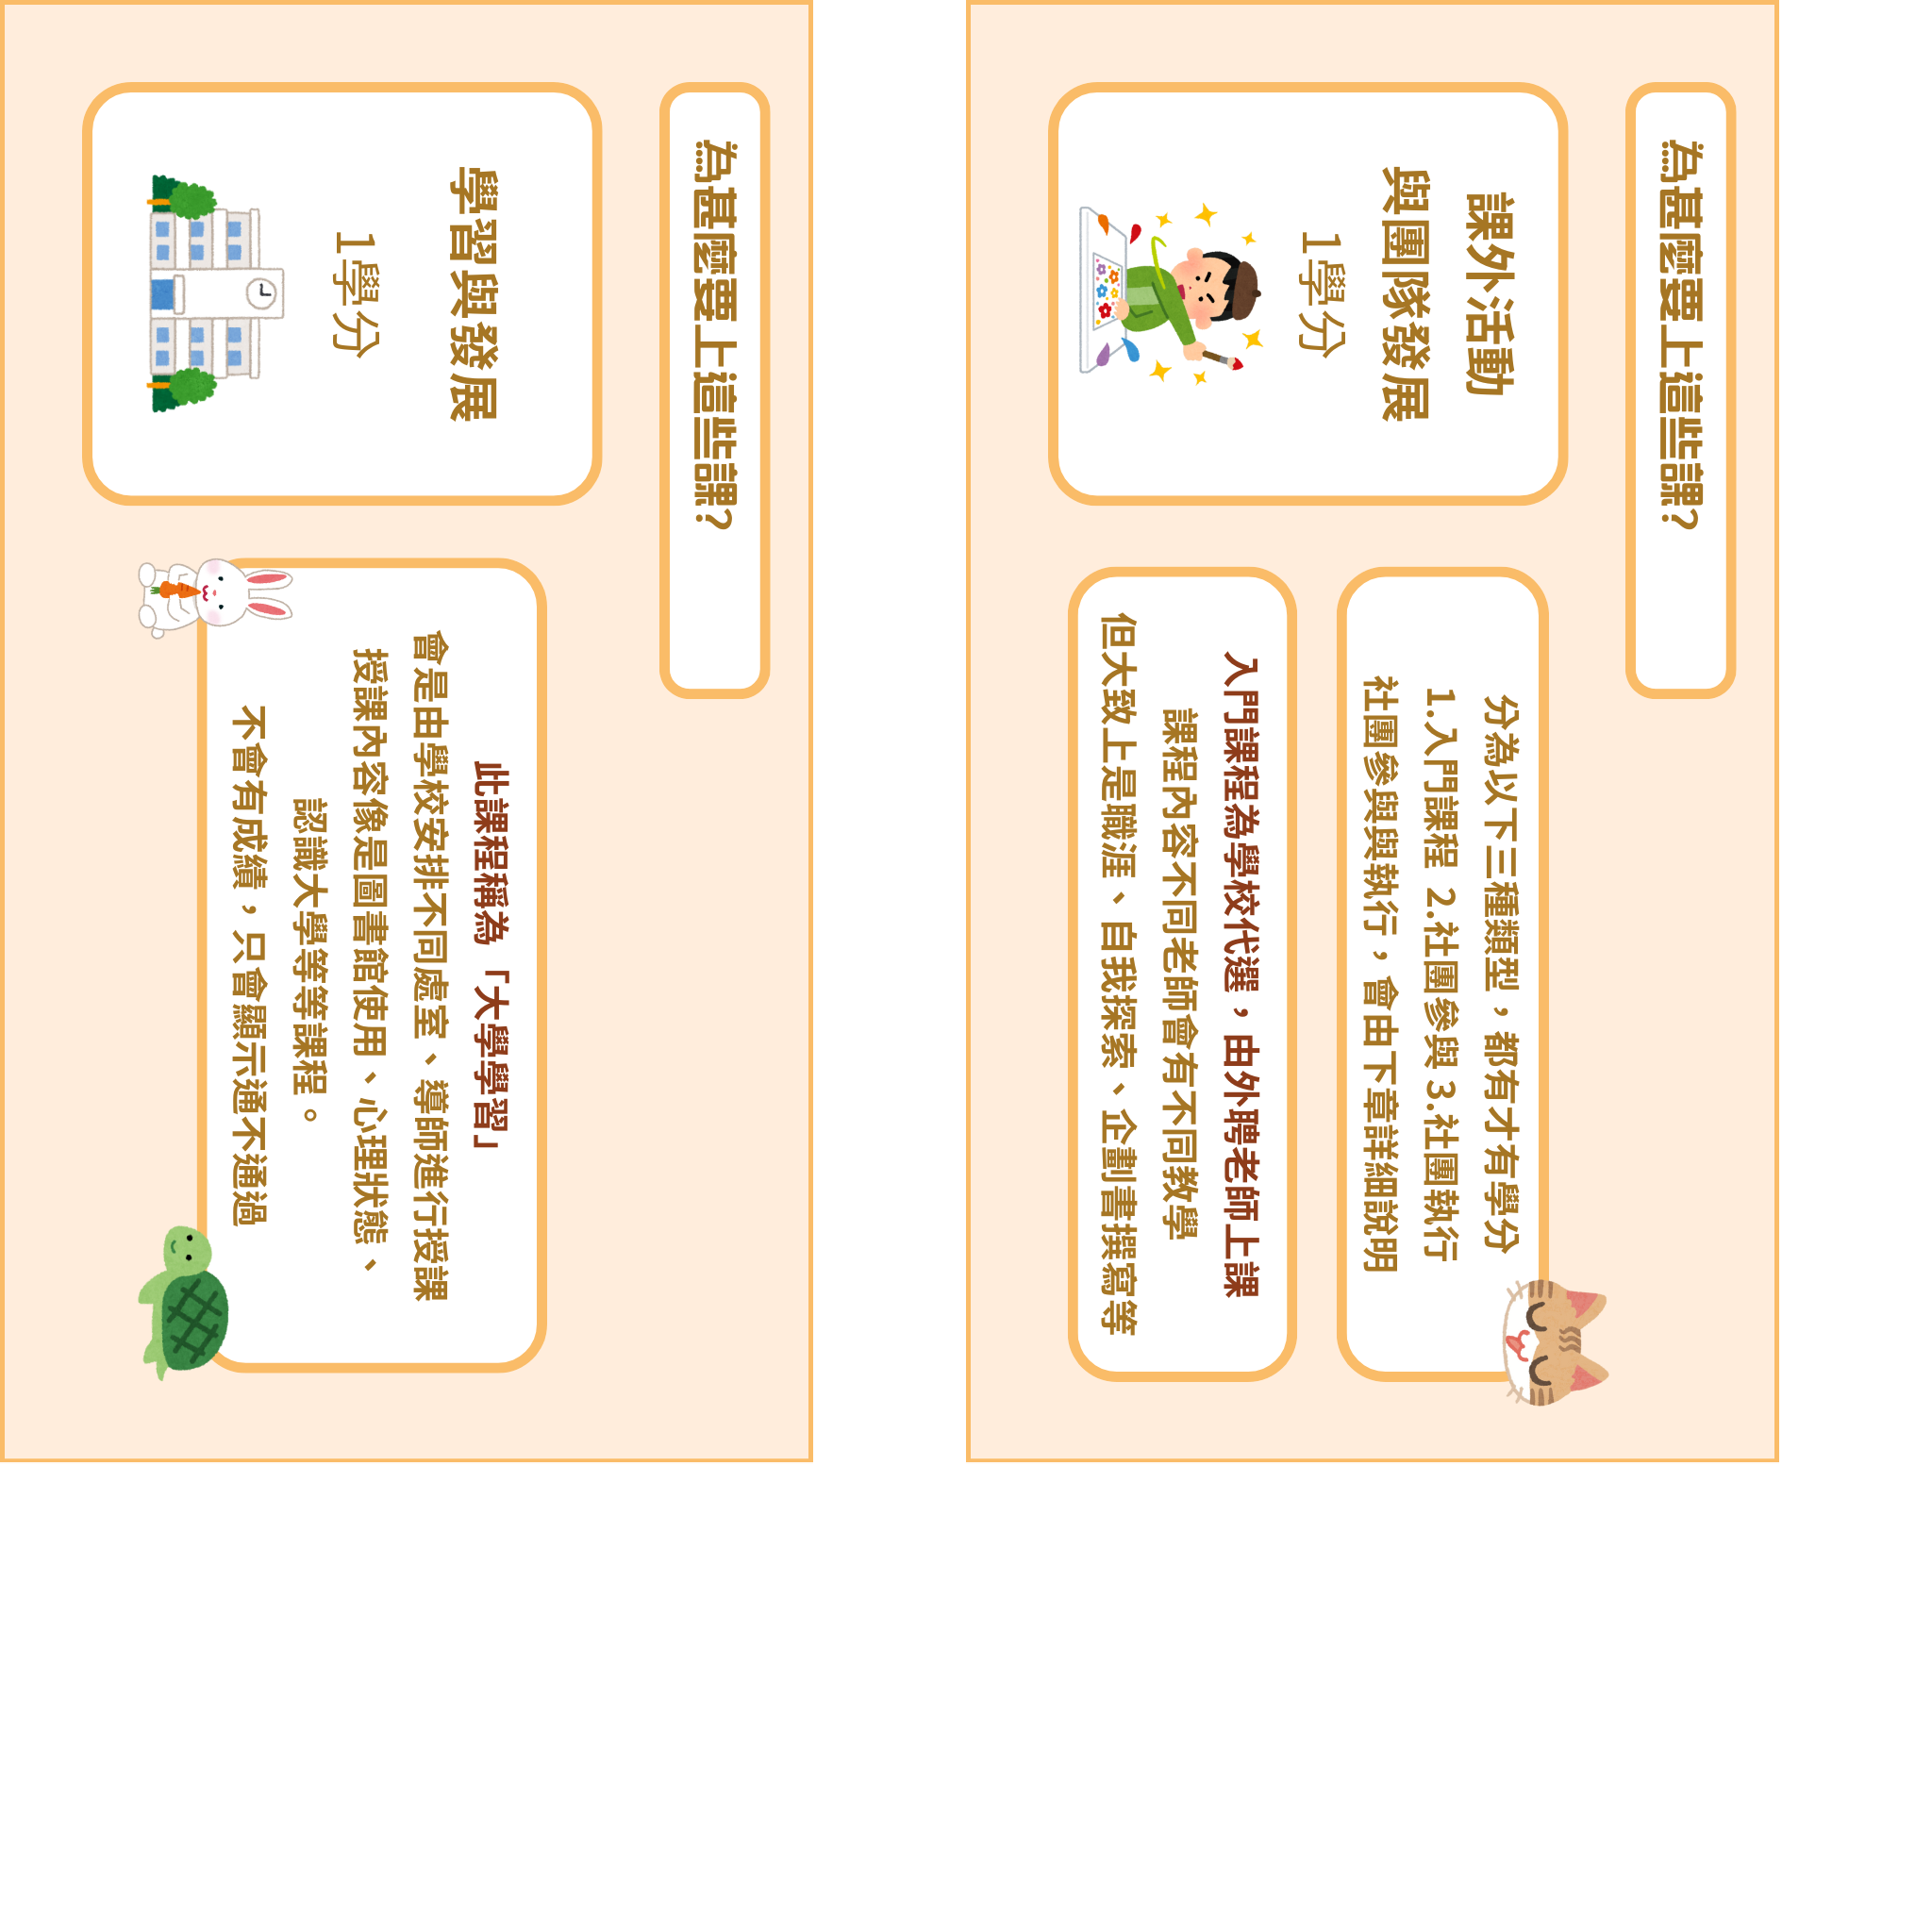 為甚麼要上這些課?
課外活動
與團隊發展
1學分
分為以下三種類型，都有才有學分
1.入門課程 2.社團參與 3.社團執行
社團參與與執行，會由下章詳細說明
入門課程為學校代選，由外聘老師上課
課程內容不同老師會有不同教學
但大致上是職涯、自我探索、企劃書撰寫等
為甚麼要上這些課?
學習與發展
1學分
此課程稱為「大學學習」
會是由學校安排不同處室、導師進行授課
授課內容像是圖書館使用、心理狀態、
認識大學等等課程。
不會有成績，只會顯示通不通過